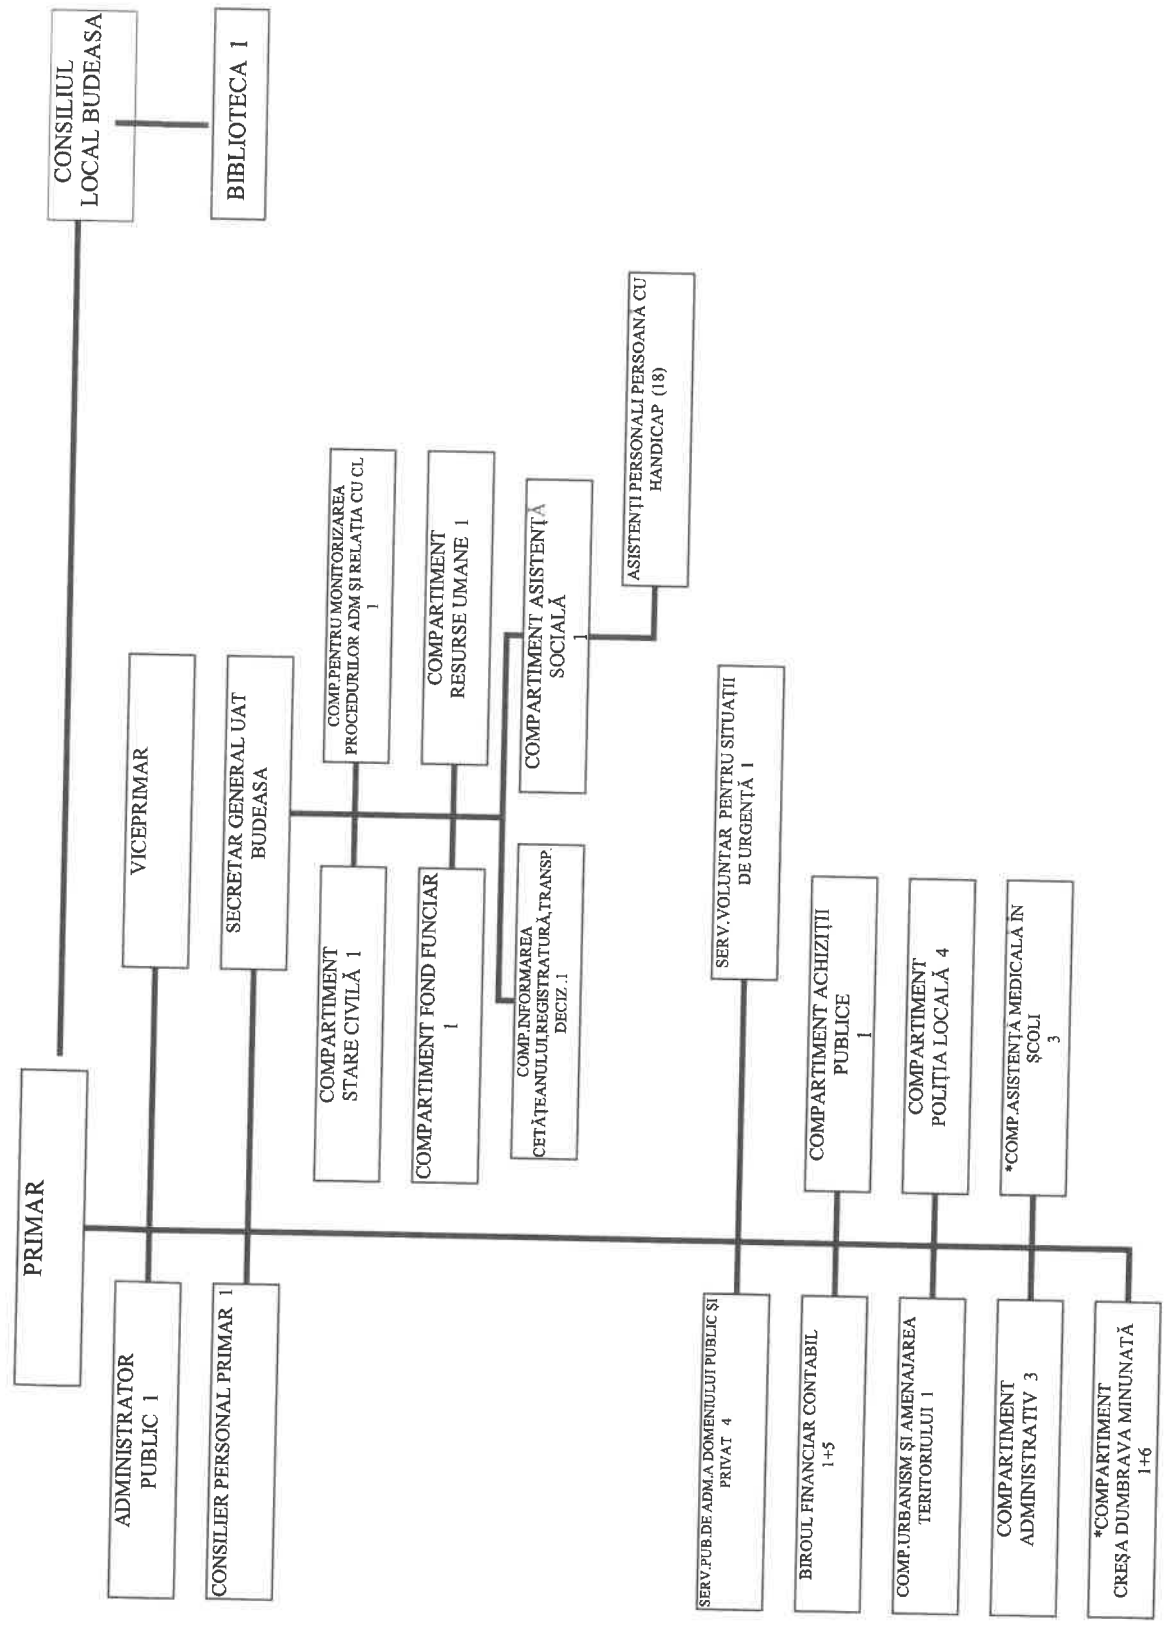 PRIMAR
CONSILIUL
LOCAL BUDEASA
BIBLIOTECA 1
ADMINISTRATOR
PUBLIC 1
VICEPRIMAR
CONSILIER PERSONAL PRIMAR 1
SECRETAR GENERAL UAT
BUDEASA
COMPARTIMENT
STARE CIVILĂ 1
COMP.PENTRU MONITORIZAREA
PROCEDURILOR ADM ȘI RELAȚIA CU CL
1
COMPARTIMENT FOND FUNCIAR
1
COMPARTIMENT
RESURSE UMANE 1
COMP.INFORMAREA
CETĂȚEANULUI,REGISTRATURĂ,TRANSP.
DECIZ .1
COMPARTIMENT ASISTENȚĂ
SOCIALĂ
1
ASISTENȚI PERSONALI PERSOANĂ CU
HANDICAP (18)
SERV.PUB.DE ADM.A DOMENIULUI PUBLIC ȘI
PRIVAT 4
SERV.VOLUNTAR PENTRU SITUAȚII
DE URGENȚĂ 1
BIROUL FINANCIAR CONTABIL
1+5
COMPARTIMENT ACHIZIȚII
PUBLICE
1
COMP.URBANISM ȘI AMENAJAREA
TERITORIULUI 1
COMPARTIMENT
POLIȚIA LOCALĂ 4
COMPARTIMENT
ADMINISTRATIV 3
*COMP.ASISTENȚĂ MEDICALĂ ÎN
ȘCOLI
3
*COMPARTIMENT
CREȘA DUMBRAVA MINUNATĂ
1+6